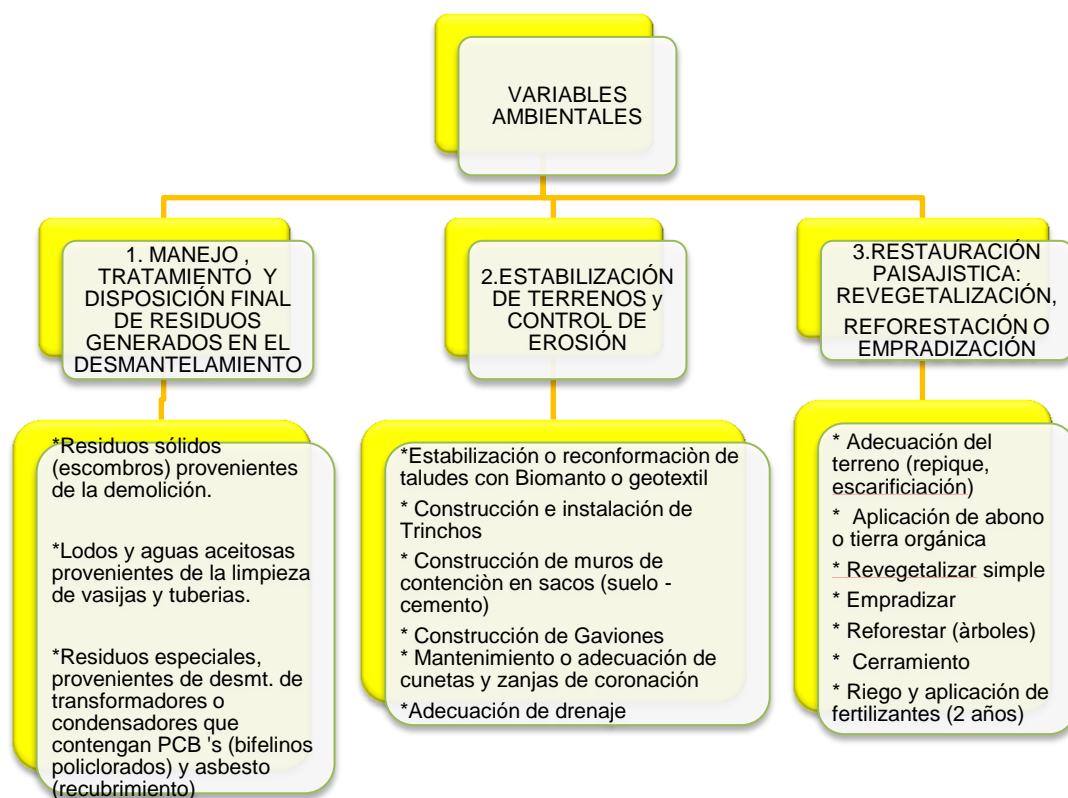 VARIABLES
AMBIENTALES
1. MANEJO ,
TRATAMIENTO Y
DISPOSICIÓN FINAL
DE RESIDUOS
GENERADOS EN EL
DESMANTELAMIENTO
*Residuos sólidos
(escombros) provenientes
de la demolición.
*Lodos y aguas aceitosas
provenientes de la limpieza
de vasijas y tuberias.
*Residuos especiales,
provenientes de desmt. de
transformadores o
condensadores que
contengan PCB 's (bifelinos
policlorados) y asbesto
(recubrimiento)
2.ESTABILIZACIÓN
DE TERRENOS y
CONTROL DE
EROSIÓN
*Estabilización o reconformaciòn de
taludes con Biomanto o geotextil
* Construcción e instalación de
Trinchos
* Construcción de muros de
contenciòn en sacos (suelo -
cemento)
* Construcción de Gaviones
* Mantenimiento o adecuación de
cunetas y zanjas de coronación
*Adecuación de drenaje
3.RESTAURACIÓN
PAISAJISTICA:
REVEGETALIZACIÓN,
REFORESTACIÓN O
EMPRADIZACIÓN
* Adecuación del
terreno (repique,
escarificiación)
* Aplicación de abono
o tierra orgánica
* Revegetalizar simple
* Empradizar
* Reforestar (àrboles)
* Cerramiento
* Riego y aplicación de
fertilizantes (2 años)